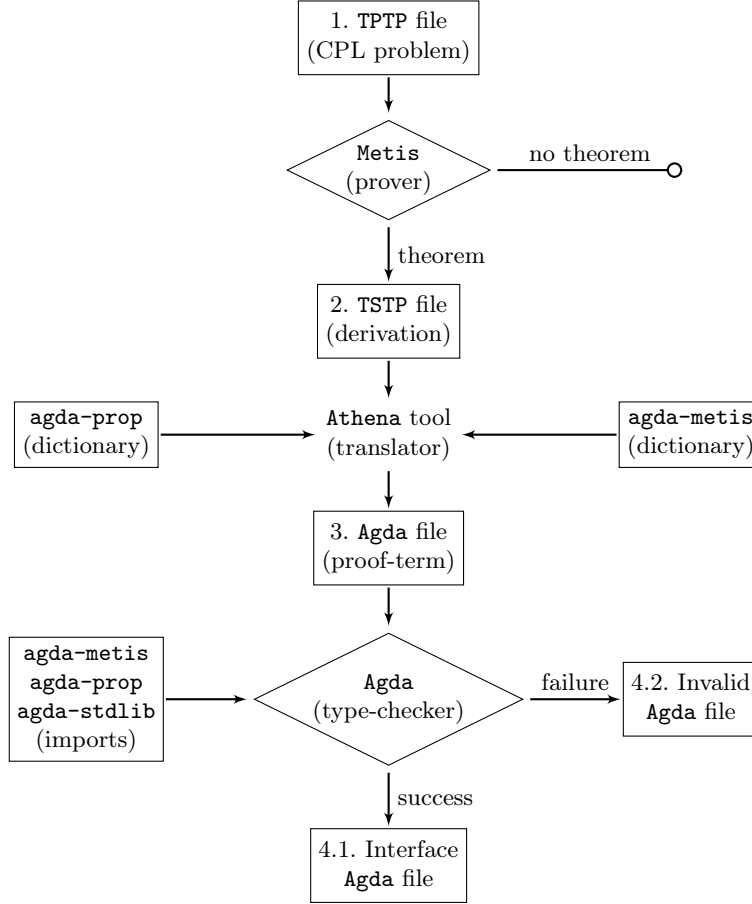 1. TPTP file
(CPL problem)
Metis
(prover)
no theorem
theorem
2. TSTP file
(derivation)
agda-prop
(dictionary)
Athena tool
(translator)
agda-metis
(dictionary)
3. Agda file
(proof-term)
agda-metis
agda-prop
agda-stdlib
(imports)
Agda
(type-checker)
failure
4.2. Invalid
Agda file
success
4.1. Interface
Agda file